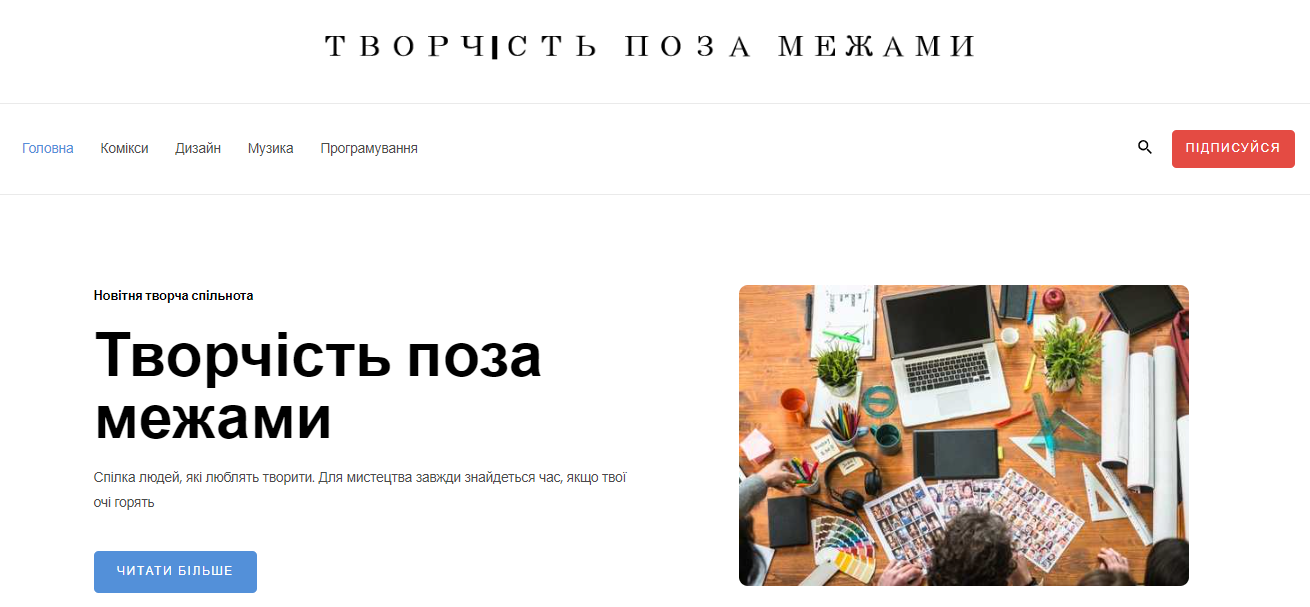 ТВОРЧІСТЬ ПОЗА МЕЖАМИ
Головна Комікси Дизайн Музика Програмування
ПІДПИСУЙСЯ
Новітня творча спільнота
Творчість поза
межами
Спілка людей, які люблять творити. Для мистецтва завжди знайдеться час, якщо твої
очі горять
ЧИТАТИ БІЛЬШЕ